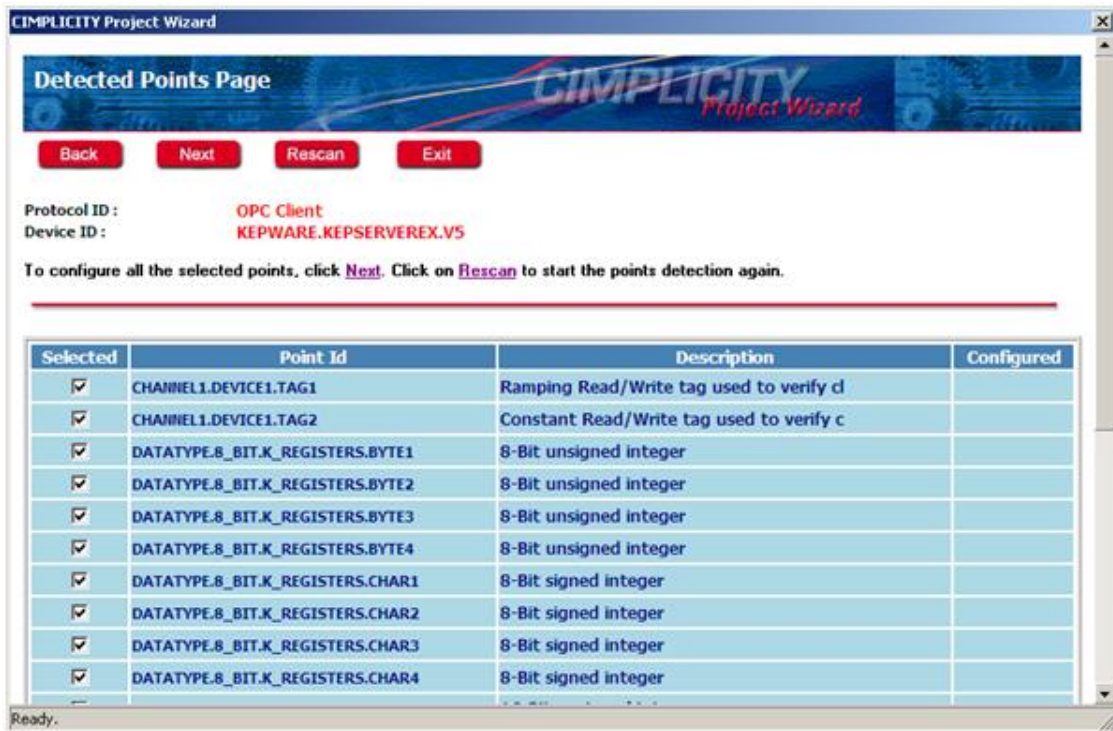 CIMPLICITY Project Wizard
Detected Points Page
CIMPLICITY
Project Wizard
Back Next Rescan Exit
Protocol ID : OPC Client
Device ID : KEPWARE.KEPSERVEREX.V5
To configure all the selected points, click Next. Click on Rescan to start the points detection again.
Selected Point Id Description Configured
CHANNEL1.DEVICE1.TAG1 Ramping Read/Write tag used to verify cl
CHANNEL1.DEVICE1.TAG2 Constant Read/Write tag used to verify c
DATATYPE.8_BIT.K_REGISTERS.BYTE1 8-Bit unsigned integer
DATATYPE.8_BIT.K_REGISTERS.BYTE2 8-Bit unsigned integer
DATATYPE.8_BIT.K_REGISTERS.BYTE3 8-Bit unsigned integer
DATATYPE.8_BIT.K_REGISTERS.BYTE4 8-Bit unsigned integer
DATATYPE.8_BIT.K_REGISTERS.CHAR1 8-Bit signed integer
DATATYPE.8_BIT.K_REGISTERS.CHAR2 8-Bit signed integer
DATATYPE.8_BIT.K_REGISTERS.CHAR3 8-Bit signed integer
DATATYPE.8_BIT.K_REGISTERS.CHAR4 8-Bit signed integer
Ready.